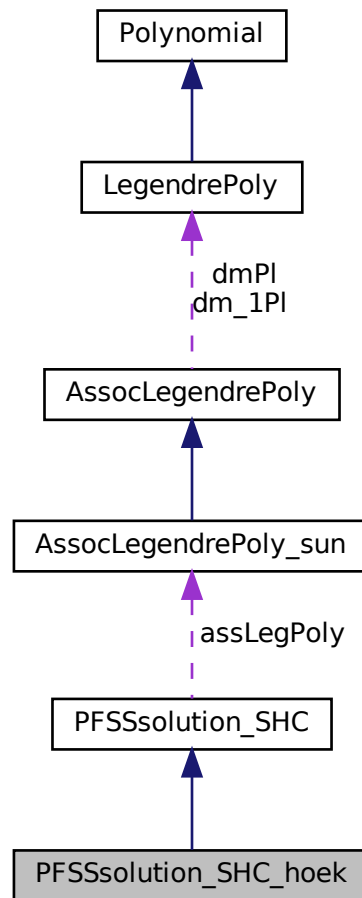 Polynomial
LegendrePoly
dmPl
dm_1Pl
AssocLegendrePoly
AssocLegendrePoly_sun
assLegPoly
PFSSsolution_SHC
PFSSsolution_SHC_hoek